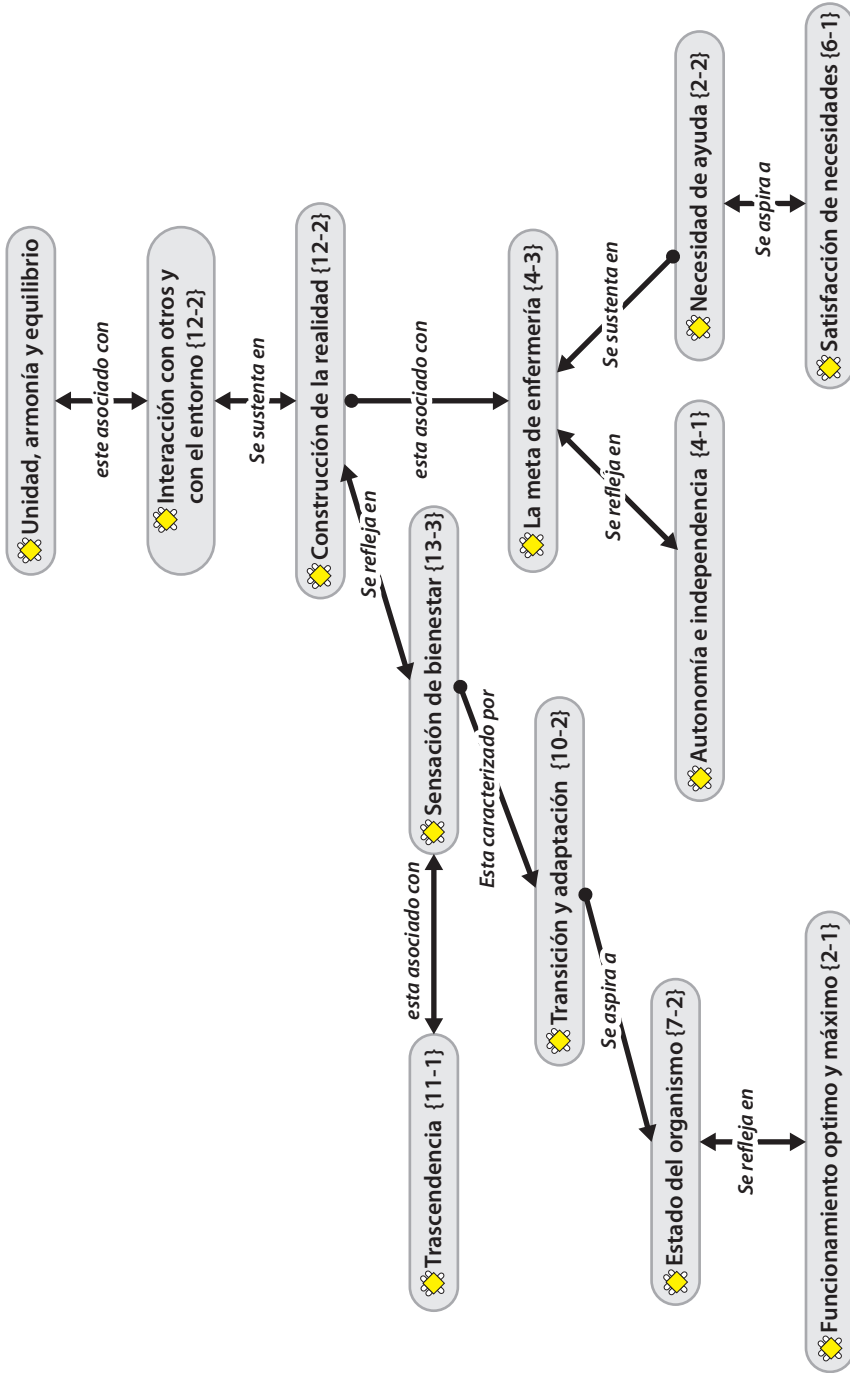 Unidad, armonía y equilibrio
este asociado con
Interacción con otros y
con el entorno {12-2}
Se sustenta en
Construcción de la realidad {12-2}
Se refleja en
esta asociado con
Trascendencia {11-1}
Sensación de bienestar {13-3}
esta asociado con
Esta caracterizado por
La meta de enfermería {4-3}
Transición y adaptación {10-2}
Se aspira a
Se refleja en
Se sustenta en
Estado del organismo {7-2}
Autonomía e independencia {4-1}
Necesidad de ayuda {2-2}
Se refleja en
Se aspira a
Funcionamiento optimo y máximo {2-1}
Satisfacción de necesidades {6-1}